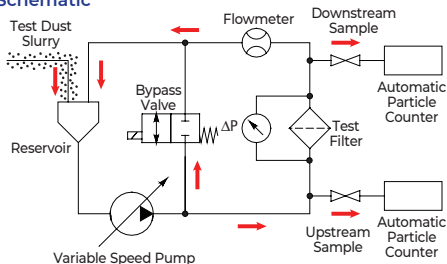 Schematic
Test Dust
Slurry
Flowmeter
Downstream
Sample
Bypass
Valve
ΔP
Automatic
Particle
Counter
Reservoir
Test
Filter
Upstream
Sample
Automatic
Particle
Counter
Variable Speed Pump